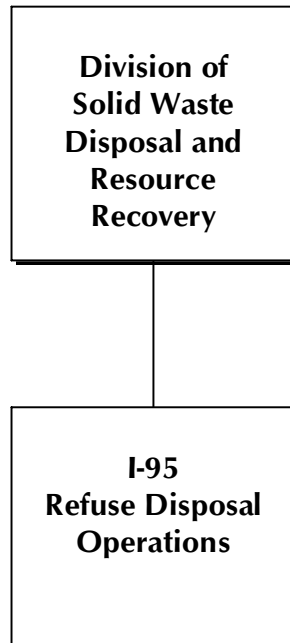 Division of
Solid Waste
Disposal and
Resource
Recovery
I-95
Refuse Disposal
Operations